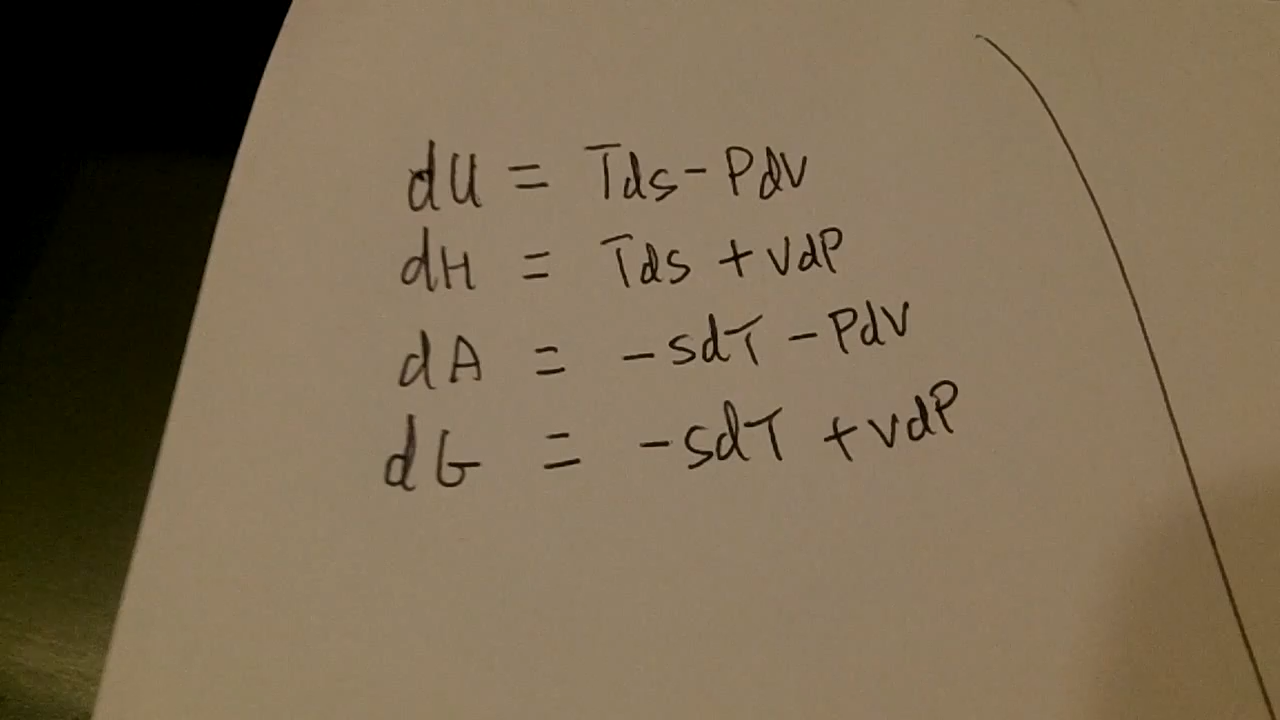 dU = Tds - PdV
dH = Tds + VdP
dA = -SdT - PdV
dG = -SdT + VdP